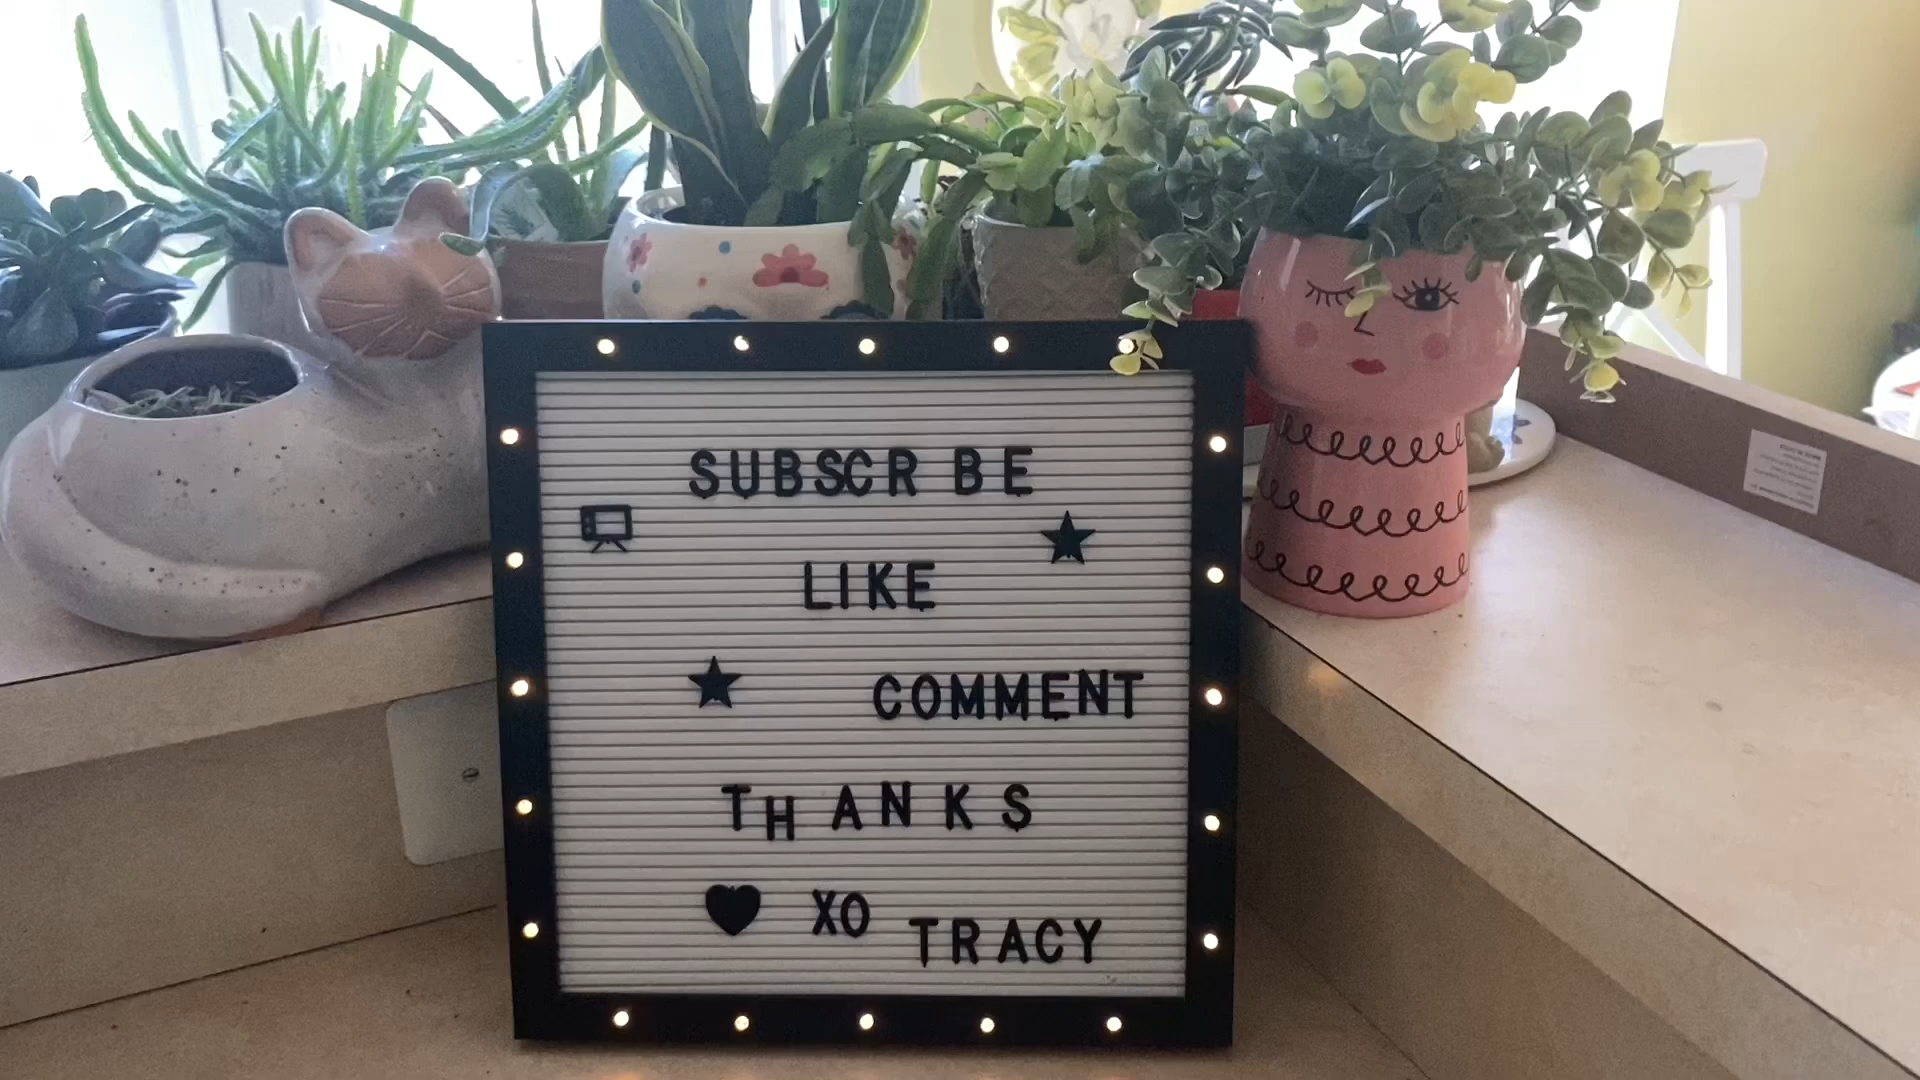 SUBSCR BE
LIKE
COMMENT
THANKS
XO TRACY